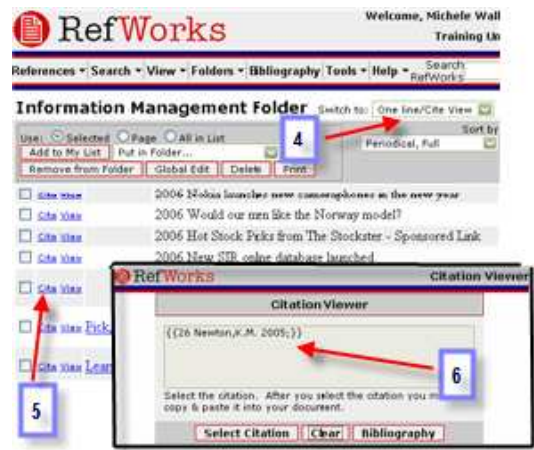 RefWorks
Welcome, Michele Wall
Training Un
References Search View Folders Bibliography Tools Help Search RefWorks
Information Management Folder Switch to: One line/Cite View
4
Use: Selected Page All in List
Sort by
Add to My List Put in Folder...
Periodical, Full
Remove from Folder Global Edit Delete Print
Cite View 2006 Nokia launches new cameraphones in the new year
Cite View 2006 Would our men like the Norway model?
Cite View 2006 Hot Stock Picks from The Stockster - Sponsored Link
Cite View 2006 New SIR online database launched
Cite View
Cite View Pick,
Cite View Lear
5
RefWorks Citation Viewer
Citation Viewer
{{26 Newton,K.M. 2005;}}
6
Select the citation. After you select the citation you m
copy & paste it into your document.
Select Citation Clear Bibliography